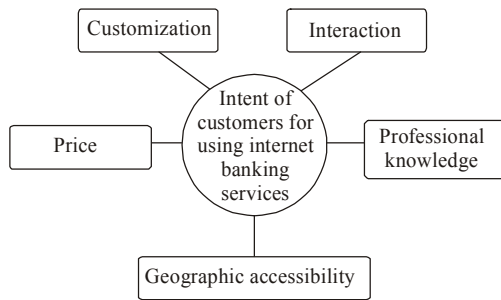 Customization
Interaction
Intent of
customers for
using internet
banking
services
Price
Professional
knowledge
Geographic accessibility